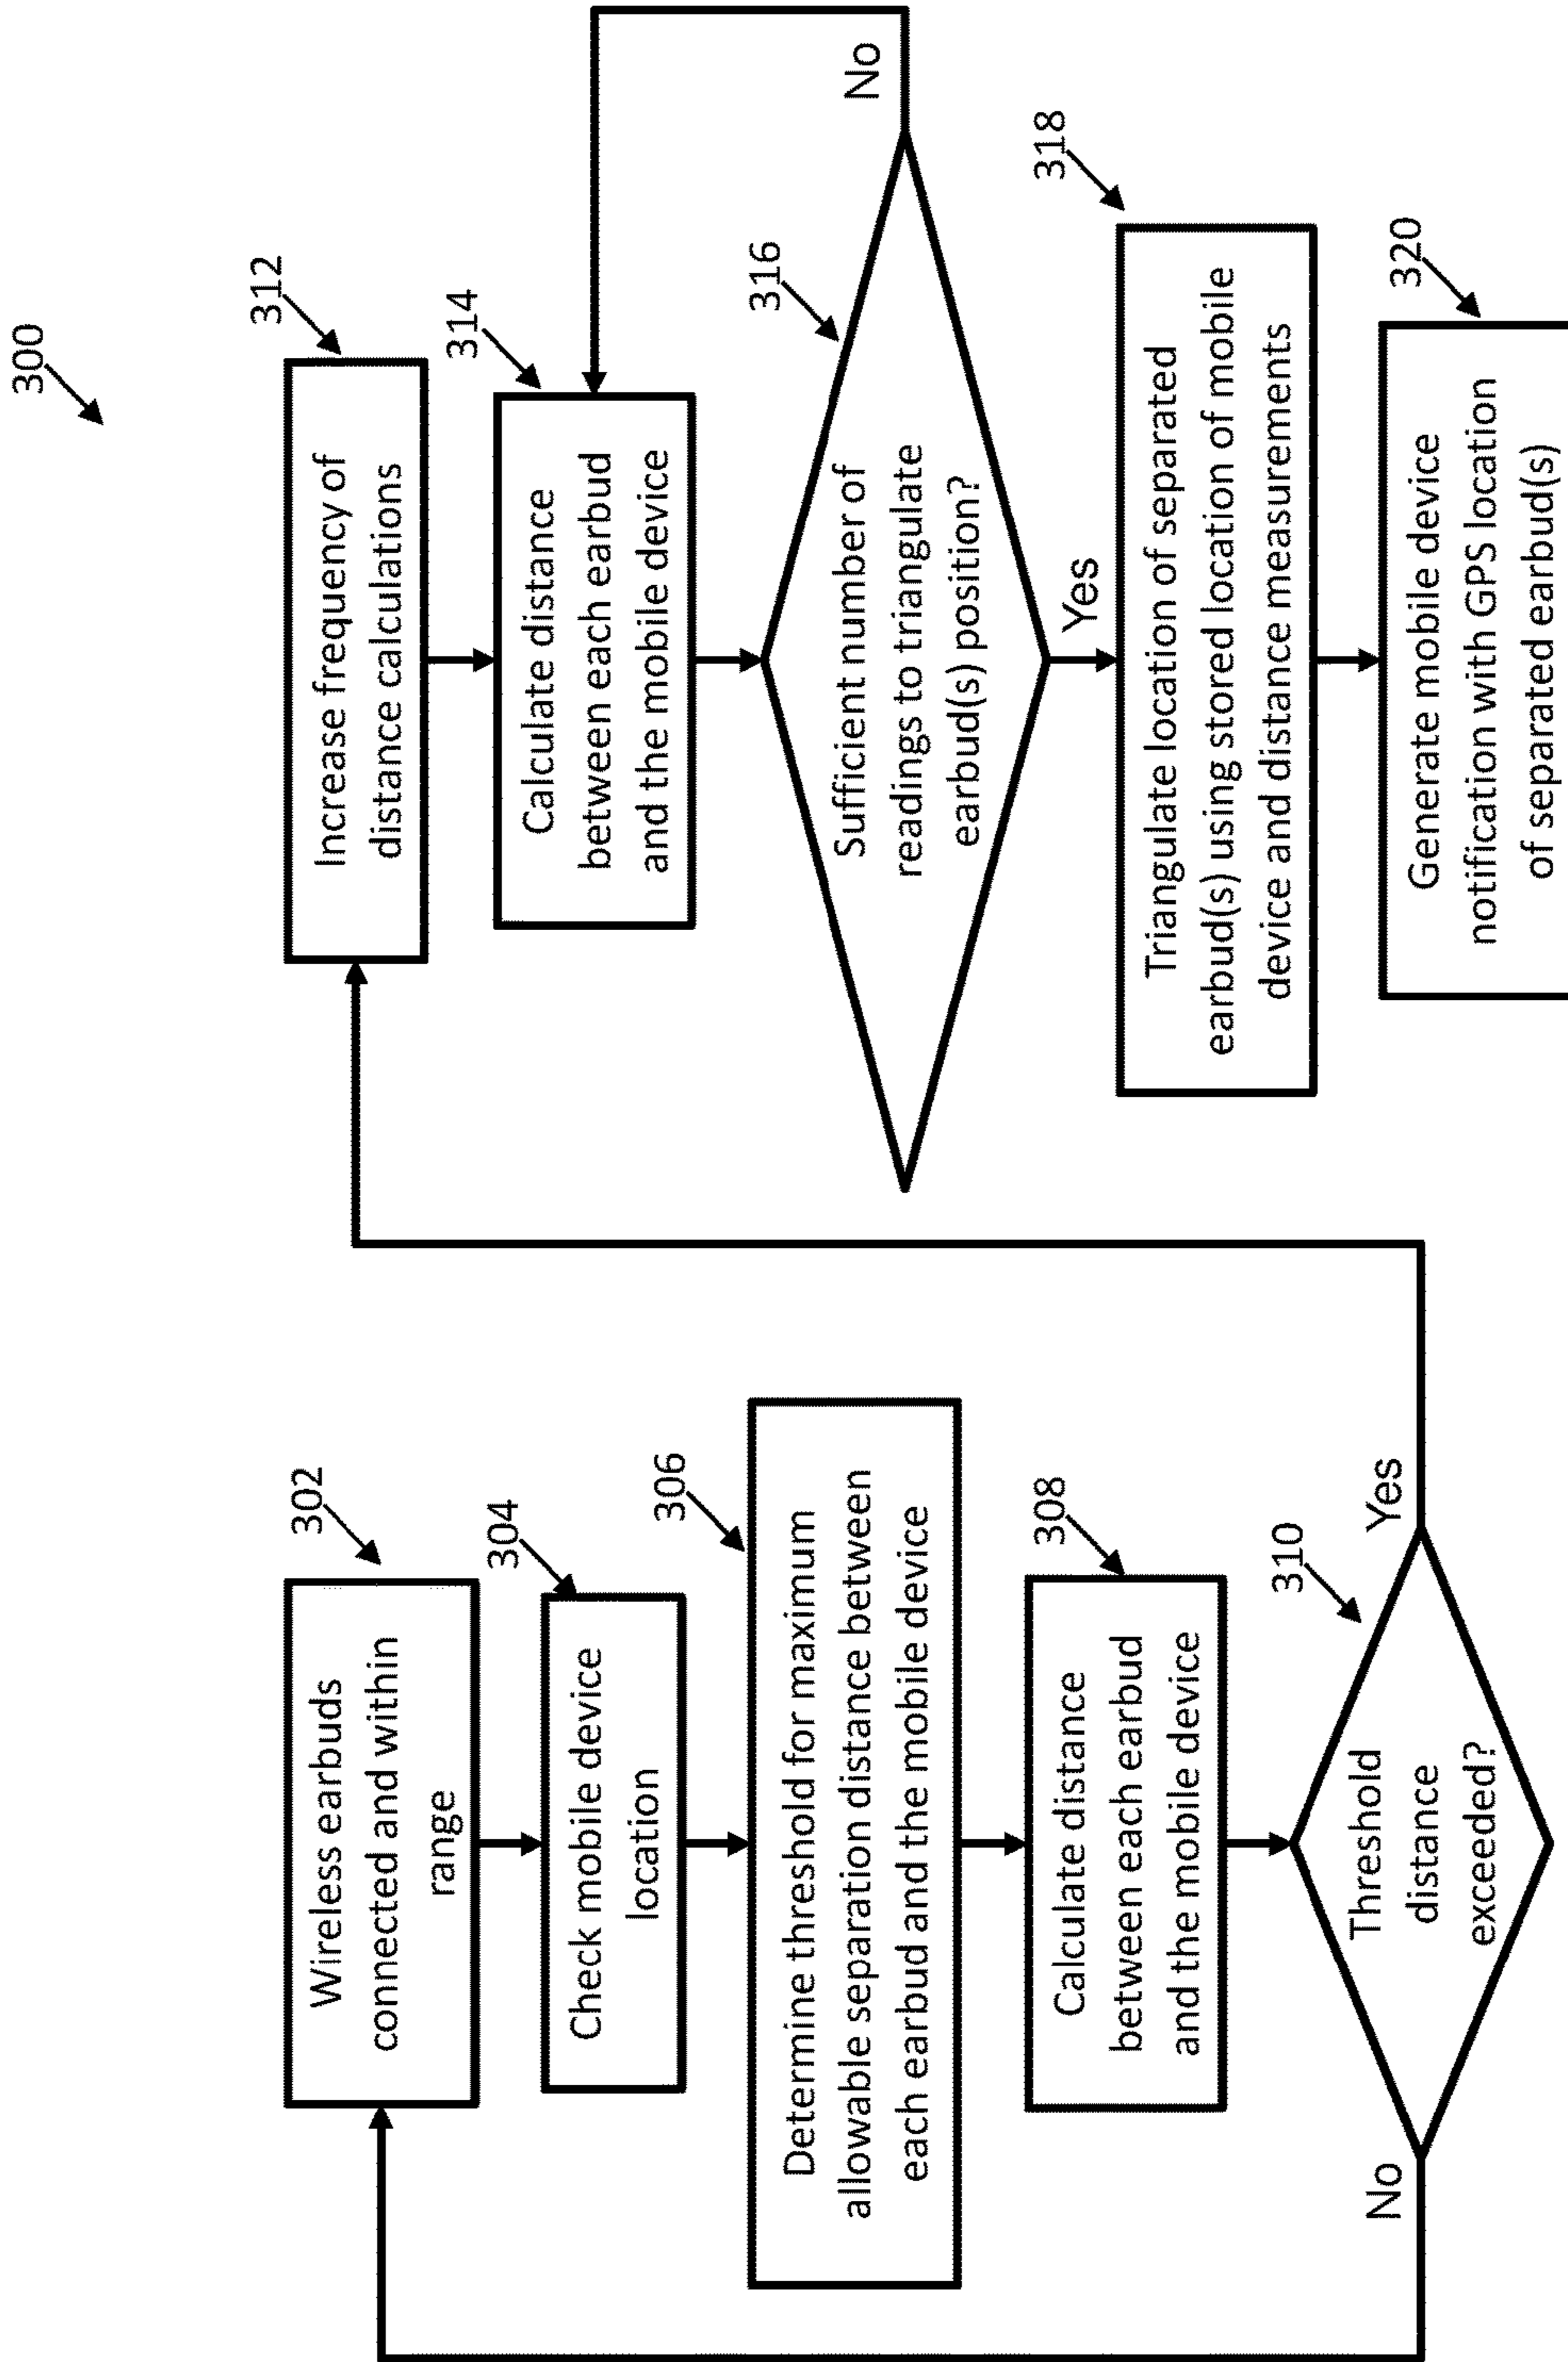 300
302
Wireless earbuds
connected and within
range
304
Check mobile device
location
306
Determine threshold for maximum
allowable separation distance between
each earbud and the mobile device
308
Calculate distance
between each earbud
and the mobile device
310
Threshold
distance
exceeded?
No
Yes
312
Increase frequency of
distance calculations
314
Calculate distance
between each earbud
and the mobile device
316
Sufficient number of
readings to triangulate
earbud(s) position?
No
Yes
318
Triangulate location of separated
earbud(s) using stored location of mobile
device and distance measurements
320
Generate mobile device
notification with GPS location
of separated earbud(s)